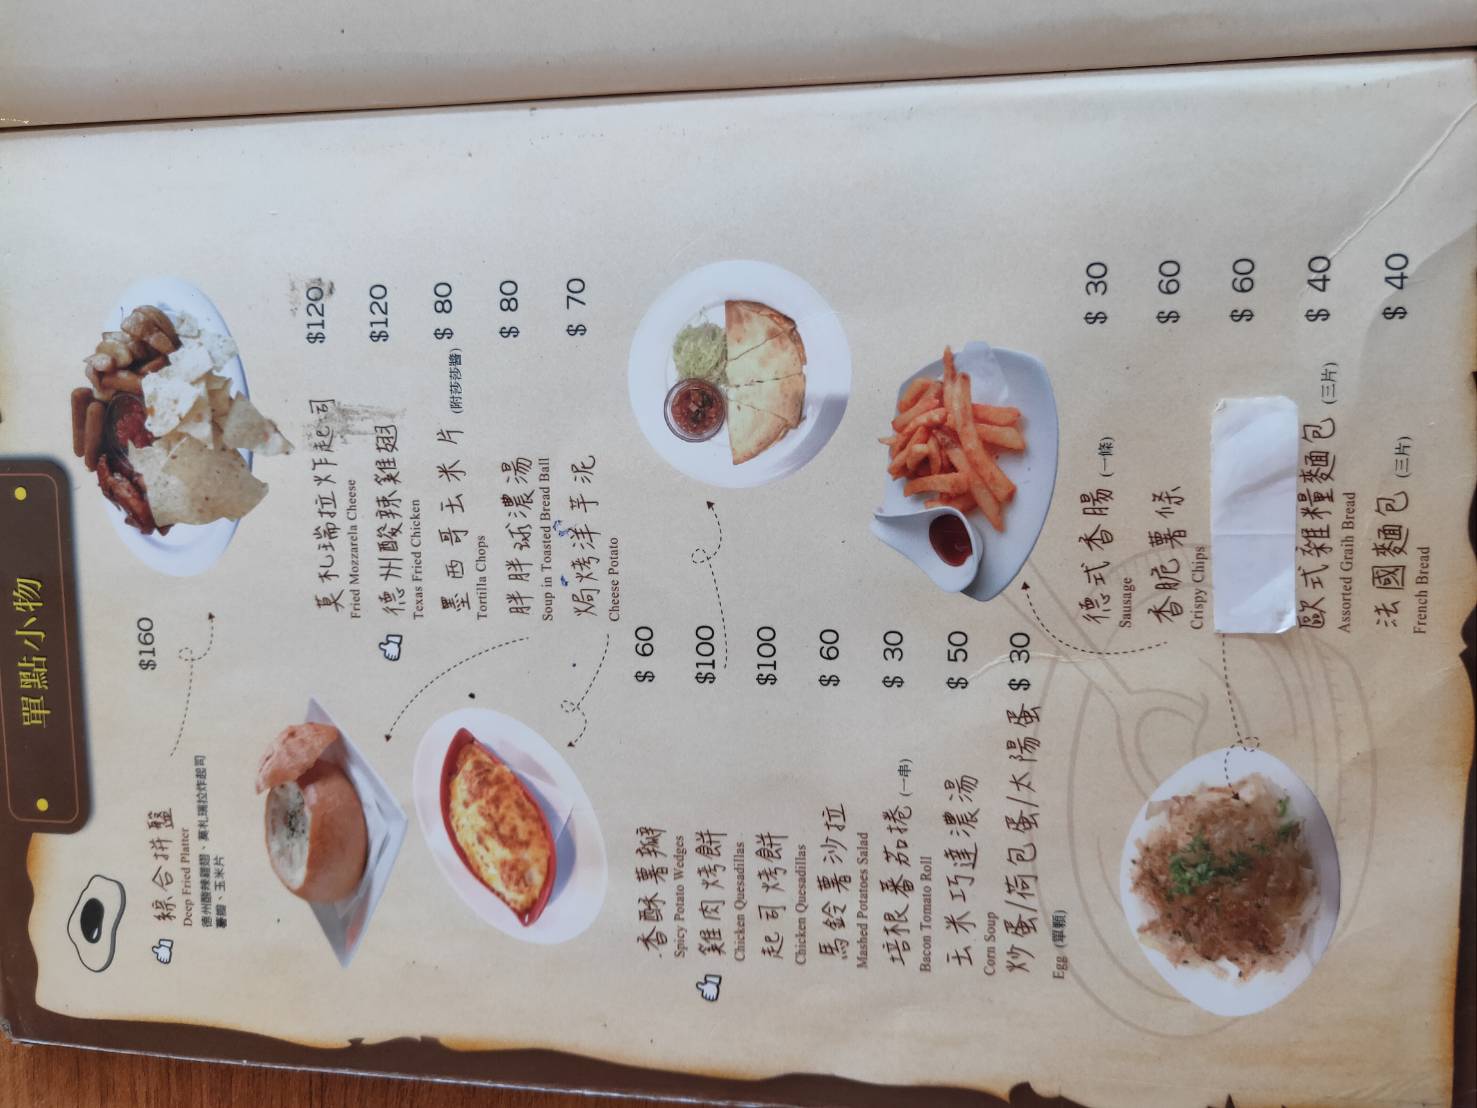 單點小物
綜合拼盤 $160
Deep Fried Platter
德州酸辣雞翅、莫札瑞拉炸起司
薯瓣、玉米片
莫札瑞拉炸起司 $120
Fried Mozzarela Cheese
德州酸辣雞翅 $120
Texas Fried Chicken
墨西哥玉米片 (附莎莎醬) $ 80
Tortilla Chops
胖胖球濃湯 $ 80
Soup in Toasted Bread Ball
焗烤洋芋泥 $ 70
Cheese Potato
香酥薯瓣 $ 60
Spicy Potato Wedges
雞肉烤餅 $100
Chicken Quesadillas
起司烤餅 $100
Chicken Quesadillas
馬鈴薯沙拉 $ 60
Mashed Potatoes Salad
培根番茄捲 (一串) $ 30
Bacon Tomato Roll
玉米巧達濃湯 $ 50
Corn Soup
炒蛋/荷包蛋/太陽蛋 $ 30
Egg (單顆)
德式香腸 (一條) $ 30
Sausage
香脆薯條 $ 60
Crispy Chips
$ 60
歐式雜糧麵包 (三片) $ 40
Assorted Graih Bread
法國麵包 (三片) $ 40
French Bread